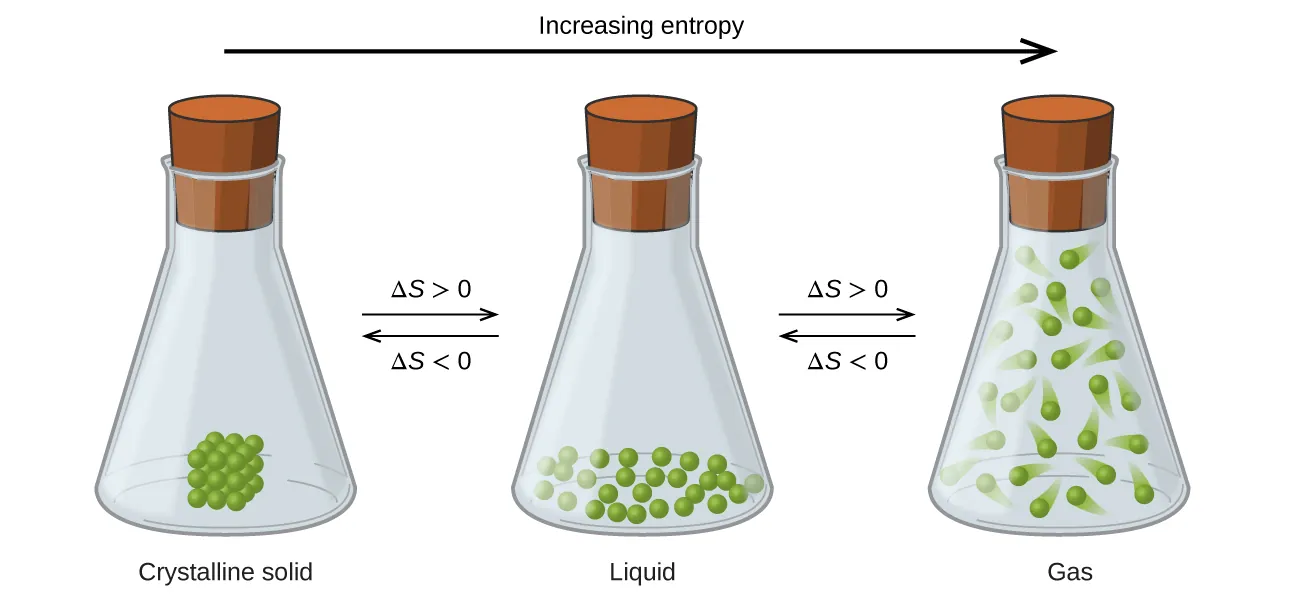 Increasing entropy
ΔS > 0
ΔS < 0
ΔS > 0
ΔS < 0
Crystalline solid
Liquid
Gas